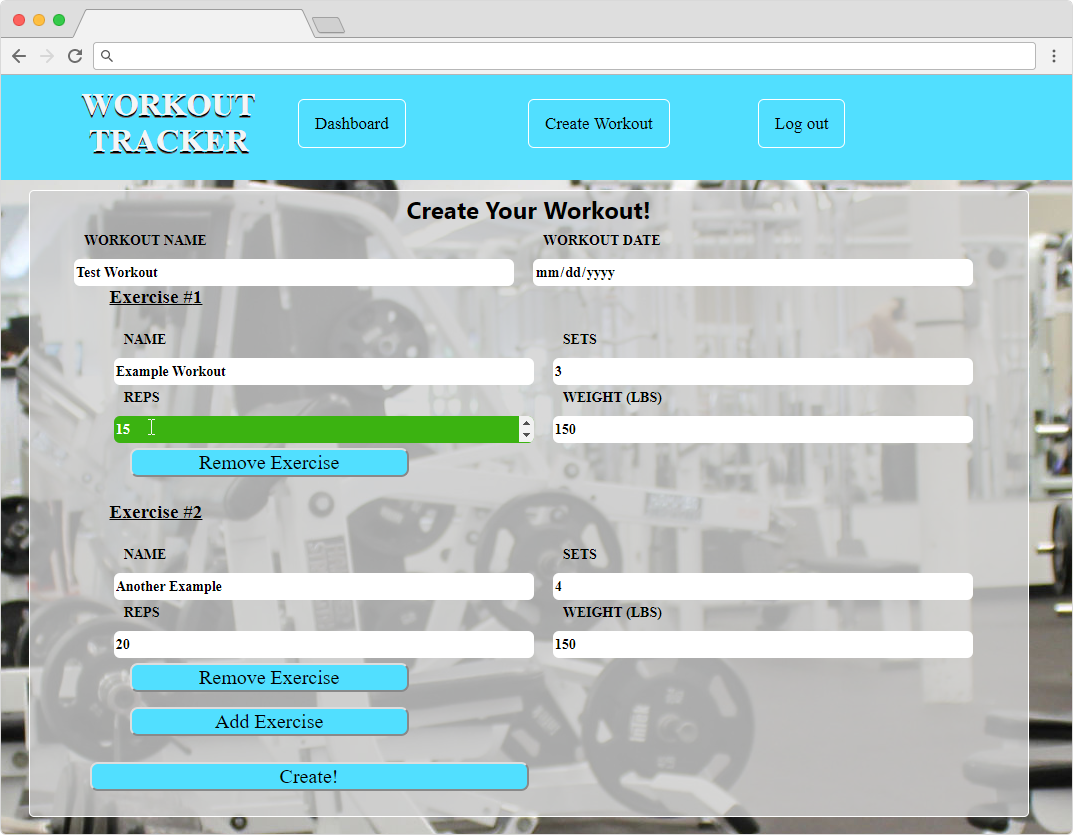 WORKOUT
TRACKER
Dashboard
Create Workout
Log out
Create Your Workout!
WORKOUT NAME
WORKOUT DATE
Test Workout
mm/dd/yyyy
Exercise #1
NAME
SETS
Example Workout
3
REPS
WEIGHT (LBS)
15
150
Remove Exercise
Exercise #2
NAME
SETS
Another Example
4
REPS
WEIGHT (LBS)
20
150
Remove Exercise
Add Exercise
Create!